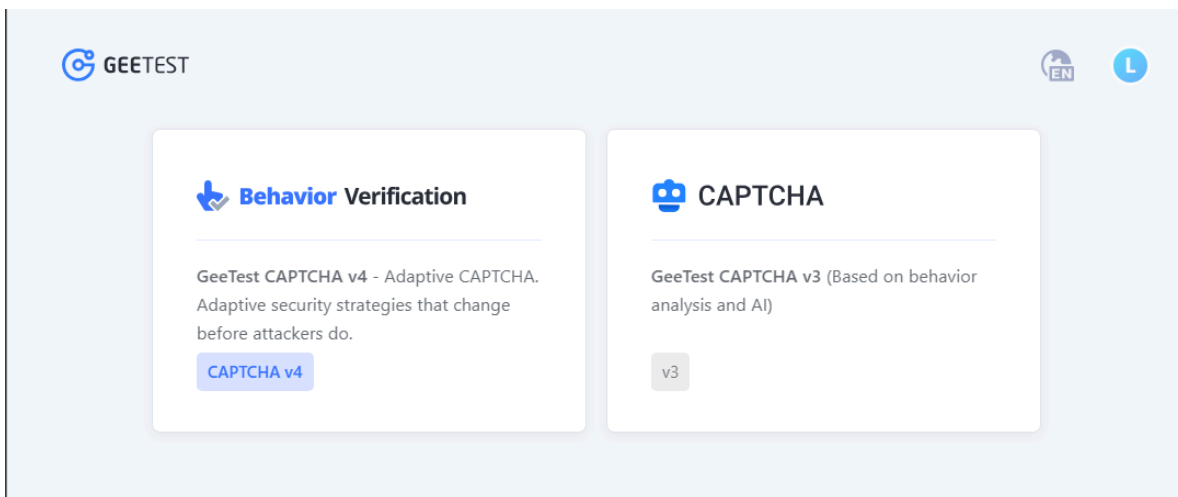 GEETEST
EN
L
Behavior Verification
GeeTest CAPTCHA v4 - Adaptive CAPTCHA.
Adaptive security strategies that change
before attackers do.
CAPTCHA v4
CAPTCHA
GeeTest CAPTCHA v3 (Based on behavior
analysis and AI)
v3